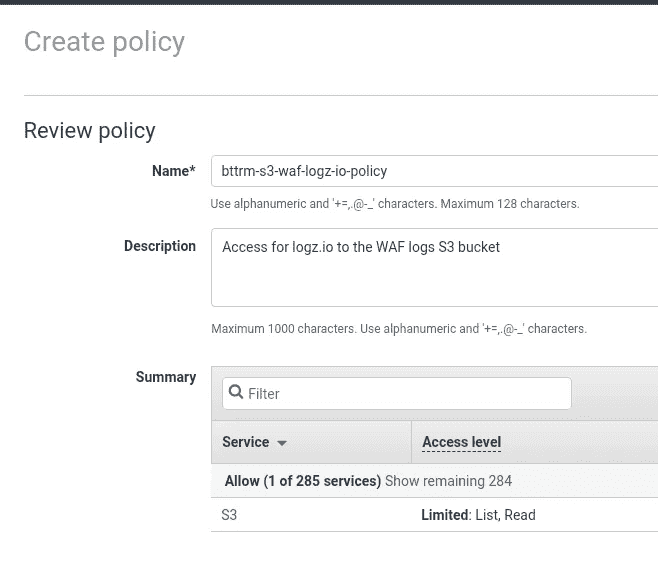 Create policy
Review policy
Name* bttrm-s3-waf-logz-io-policy
Use alphanumeric and '+=,.@-_' characters. Maximum 128 characters.
Description Access for logz.io to the WAF logs S3 bucket
Maximum 1000 characters. Use alphanumeric and '+=,.@-_' characters.
Summary Filter
Service Access level
Allow (1 of 285 services) Show remaining 284
S3 Limited: List, Read